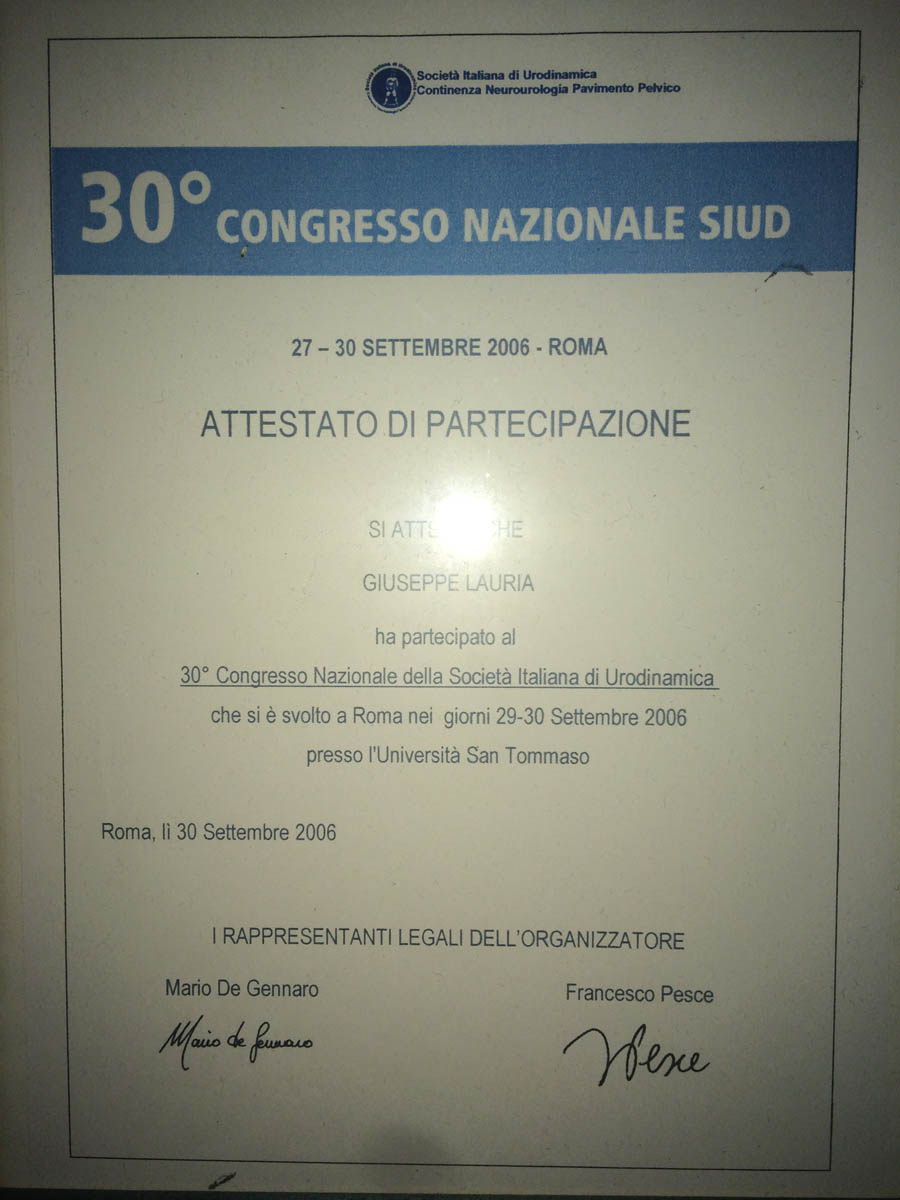 Società Italiana di Urodinamica
Continenza Neurourologia Pavimento Pelvico
30° CONGRESSO NAZIONALE SIUD
27 – 30 SETTEMBRE 2006 - ROMA
ATTESTATO DI PARTECIPAZIONE
SI CHE
GIUSEPPE LAURIA
ha partecipato al
30° Congresso Nazionale della Società Italiana di Urodinamica
che si è svolto a Roma nei giorni 29-30 Settembre 2006
presso l'Università San Tommaso
Roma, lì 30 Settembre 2006
I RAPPRESENTANTI LEGALI DELL'ORGANIZZATORE
Mario De Gennaro Francesco Pesce
Mario de Gennaro Pesce